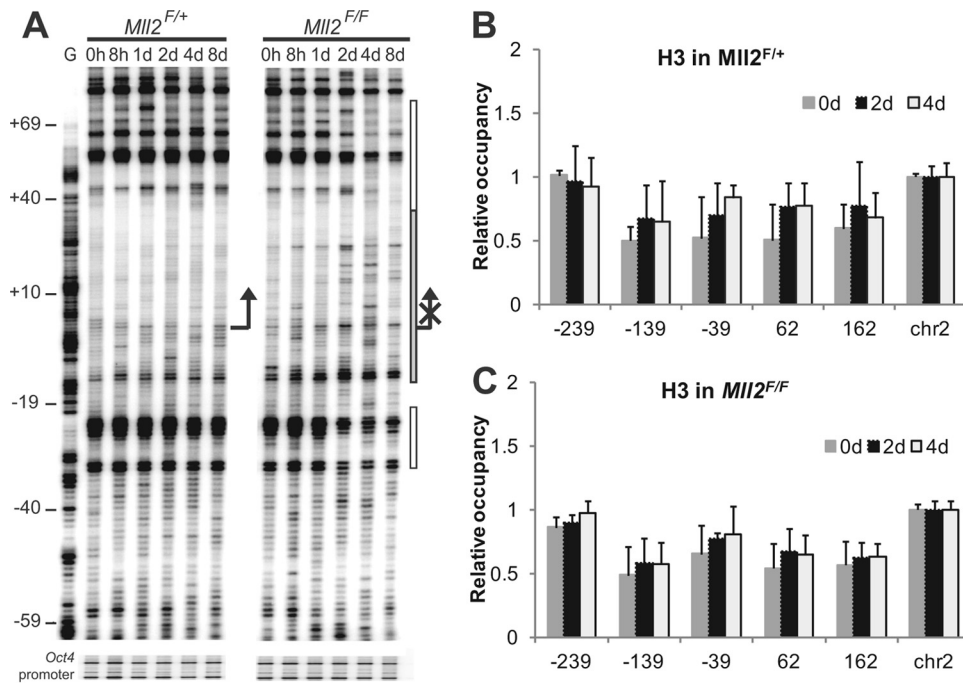 A
Mll2 F/+
Mll2 F/F
G 0h 8h 1d 2d 4d 8d
0h 8h 1d 2d 4d 8d
+69
+40
+10
-19
-40
-59
Oct4
promoter
B
H3 in Mll2F/+
0d 2d 4d
Relative occupancy
2
1.5
1
0.5
0
-239 -139 -39 62 162 chr2
C
H3 in Mll2F/F
0d 2d 4d
Relative occupancy
2
1.5
1
0.5
0
-239 -139 -39 62 162 chr2